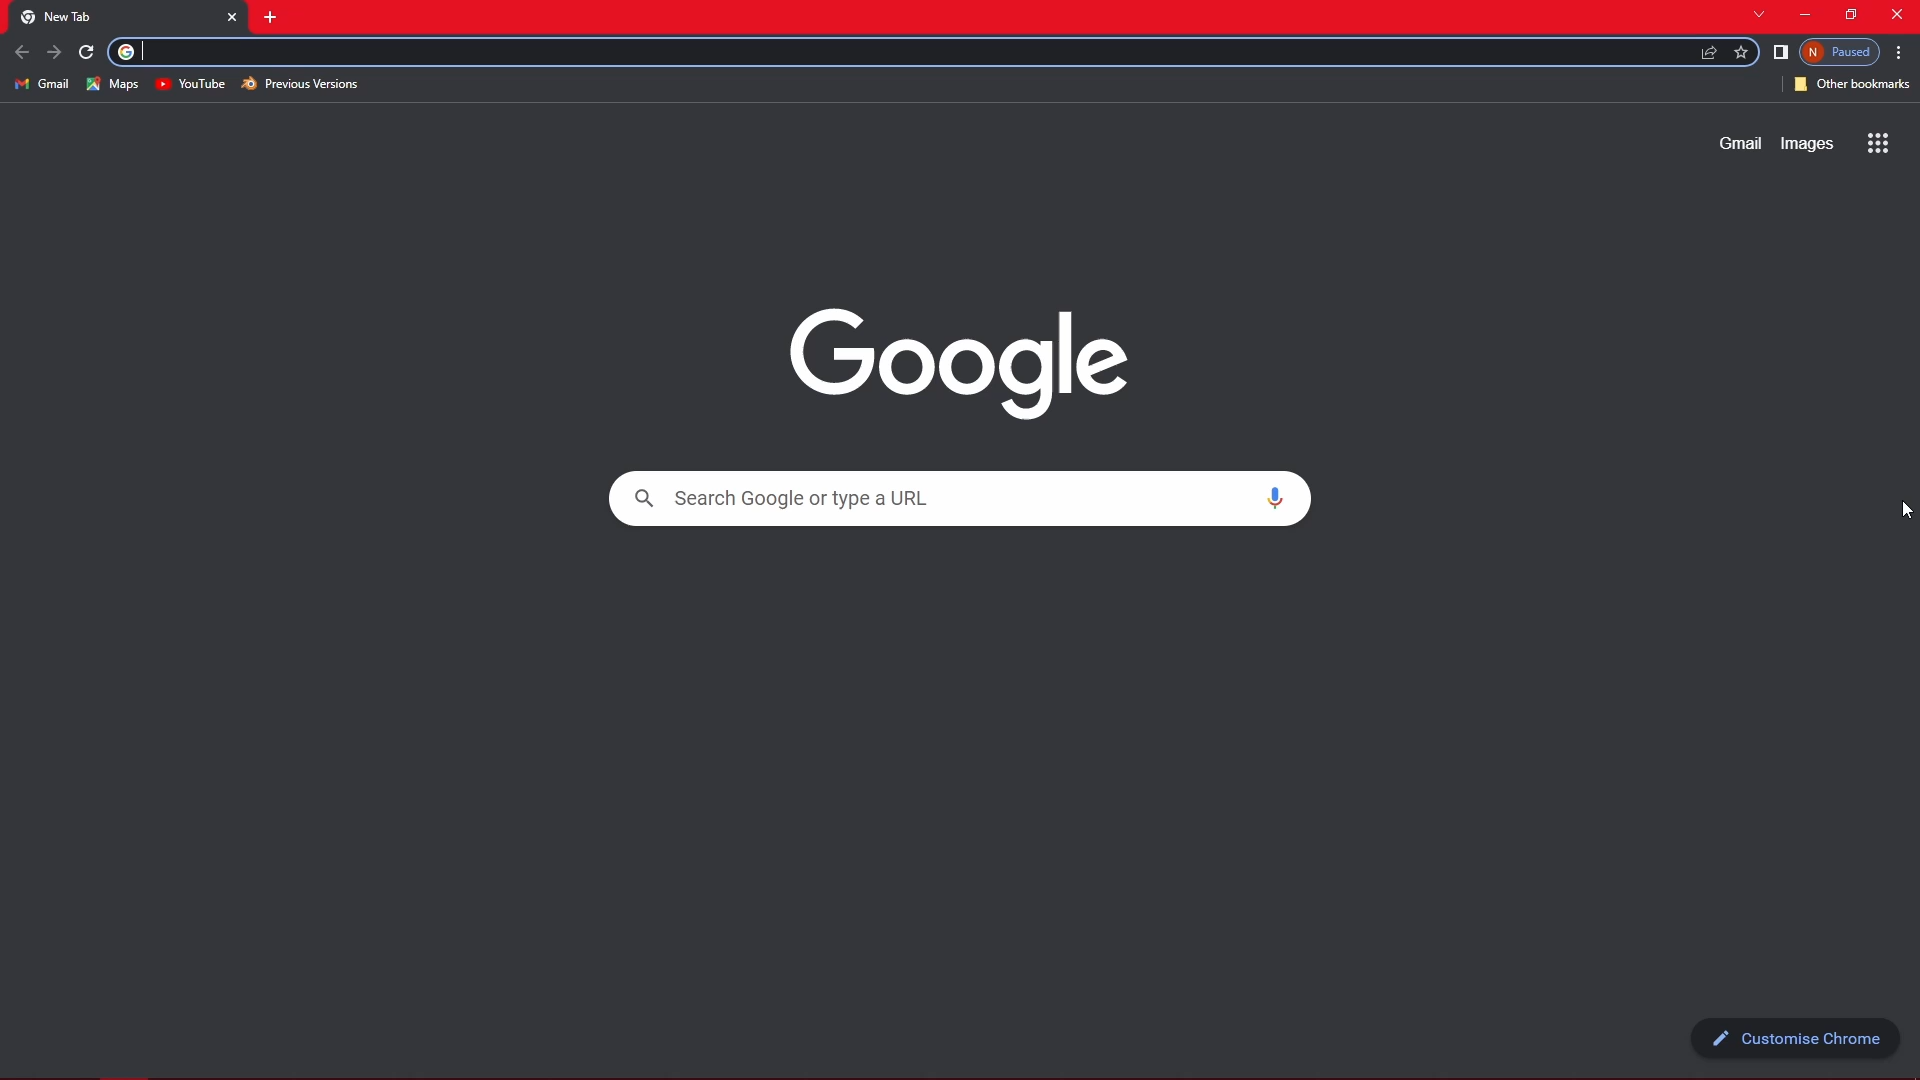 New Tab
N Paused
Gmail Maps YouTube Previous Versions Other bookmarks
Gmail Images
Google
Search Google or type a URL
Customise Chrome